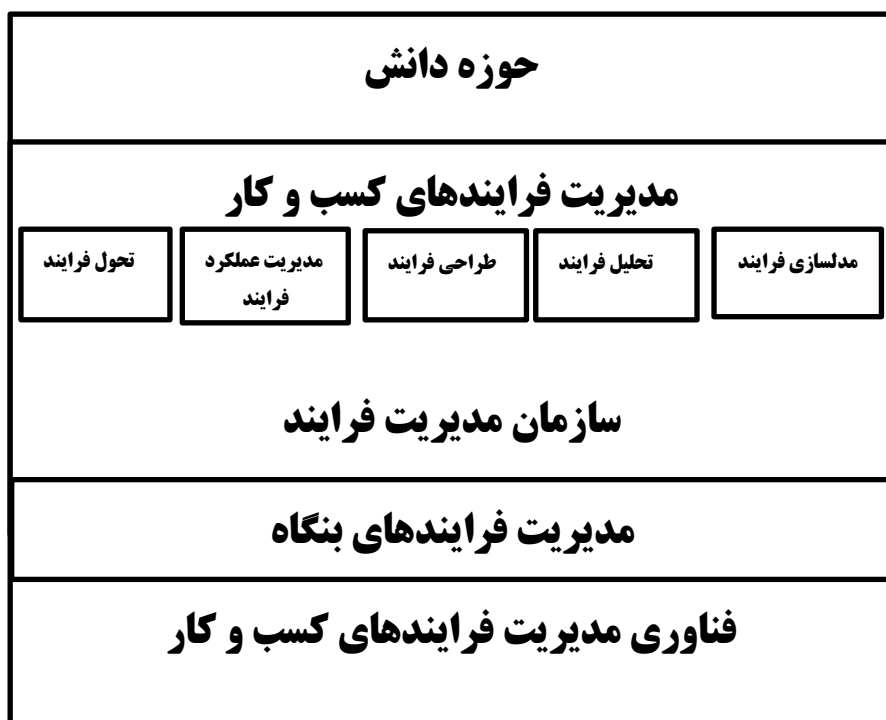 حوزه دانش
مدیریت فرایندهای کسب و کار
مدلسازی فرایند
تحلیل فرایند
طراحی فرایند
مدیریت عملکرد
فرایند
تحول فرایند
سازمان مدیریت فرایند
مدیریت فرایندهای بنگاه
فناوری مدیریت فرایندهای کسب و کار